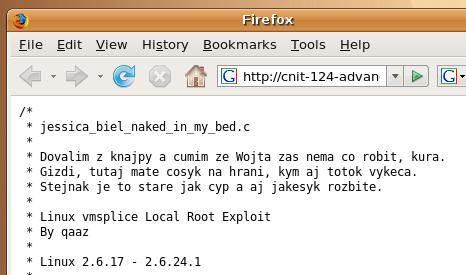 Firefox
File Edit View History Bookmarks Tools Help
G http://cnit-124-advan G
/*
* jessica_biel_naked_in_my_bed.c
*
* Dovalim z knajpy a cumim ze Wojta zas nema co robit, kura.
* Gizdi, tutaj mate cosyk na hrani, kym aj totok vykeca.
* Stejnak je to stare jak cyp a aj jakesyk rozbite.
*
* Linux vmsplice Local Root Exploit
* By qaaz
*
* Linux 2.6.17 - 2.6.24.1
*